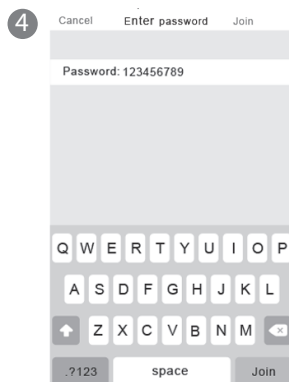 4
Cancel Enter password Join
Password: 123456789
Q W E R T Y U I O P
A S D F G H J K L
Z X C V B N M
.?123 space Join